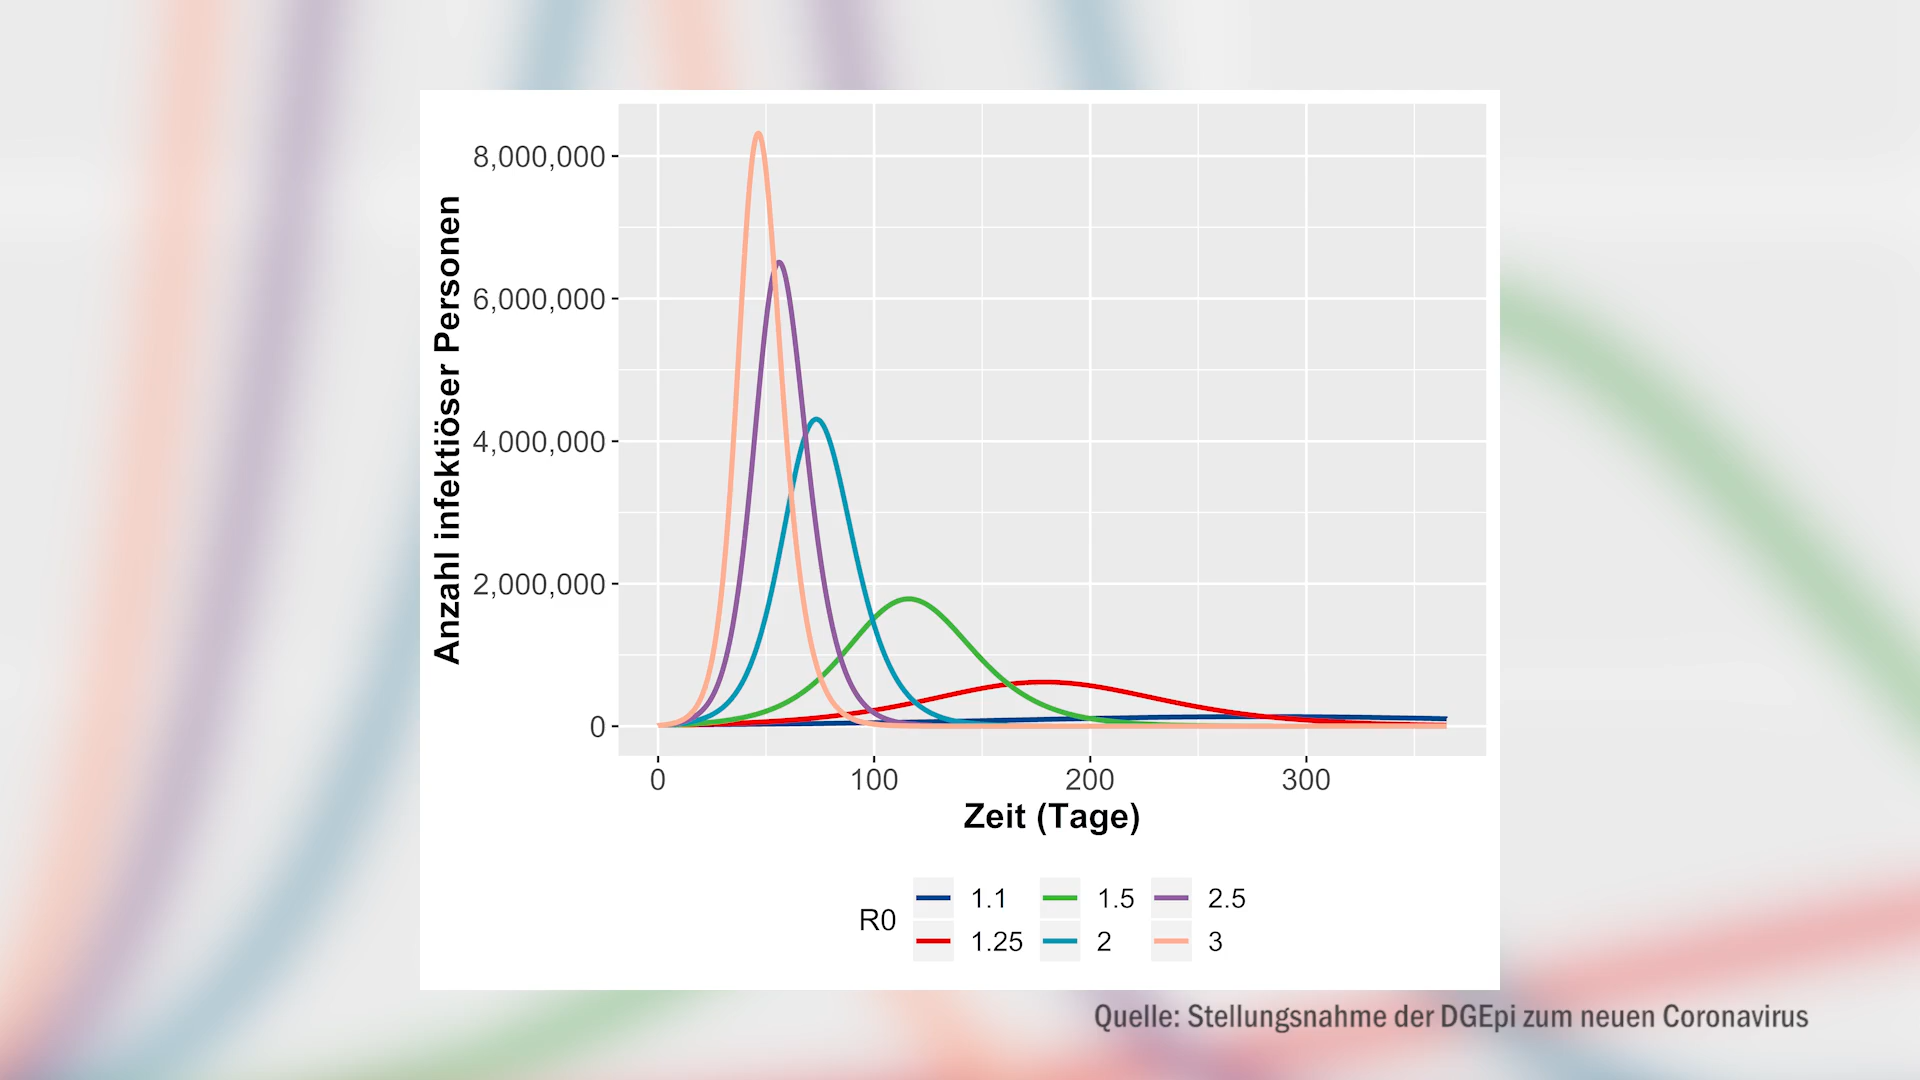 8,000,000
6,000,000
4,000,000
2,000,000
0
Anzahl infektiöser Personen
0 100 200 300
Zeit (Tage)
R0
1.1 1.5 2.5
1.25 2 3
Quelle: Stellungsnahme der DGEpi zum neuen Coronavirus